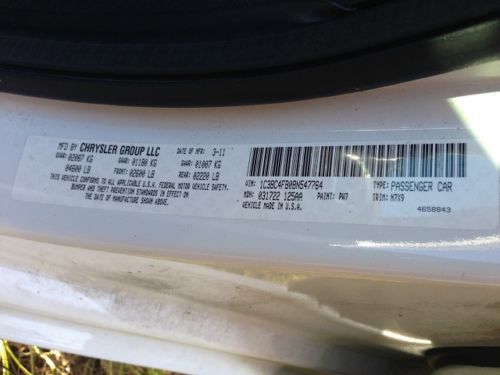 MFD BY CHRYSLER GROUP LLC DATE OF MFR: 3-11
GVWR: 02087 KG GAWR: 01180 KG GAWR: 01007 KG
04600 LB FRONT: 02600 LB REAR: 02220 LB
THIS VEHICLE CONFORMS TO ALL APPLICABLE U.S.A. FEDERAL MOTOR VEHICLE SAFETY,
BUMPER AND THEFT PREVENTION STANDARDS IN EFFECT ON
THE DATE OF MANUFACTURE SHOWN ABOVE.
VIN: 1C3BC4FB0BN547764 TYPE: PASSENGER CAR
MDH: 031722 125AA PAINT: PW7 TRIM: M7X9
VEHICLE MADE IN U.S.A. 4658843